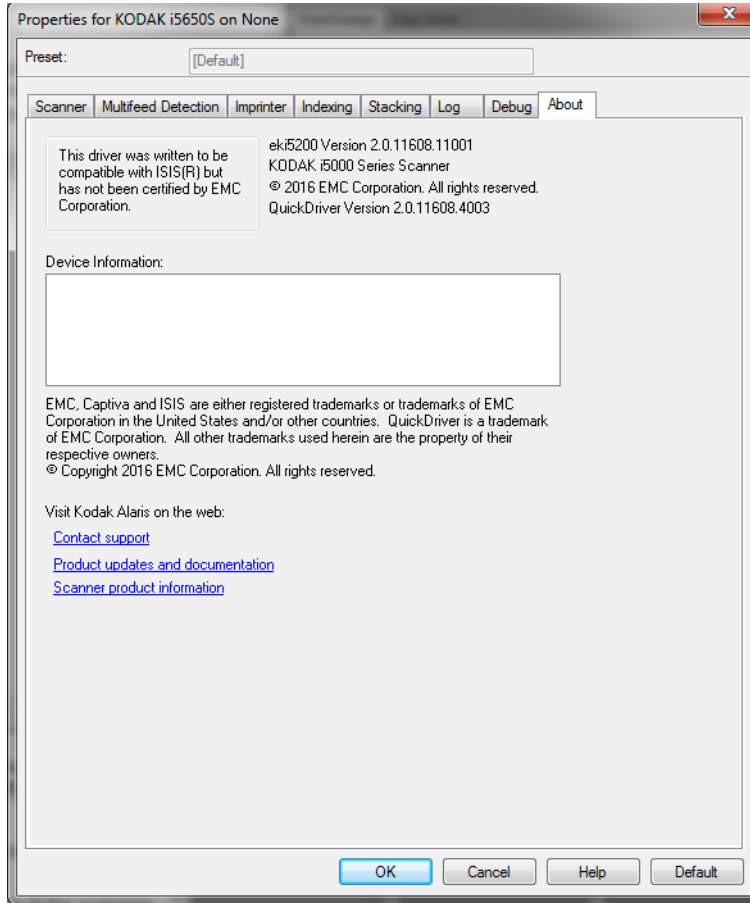 Properties for KODAK i5650S on None
Preset:
[Default]
Scanner Multifeed Detection Imprinter Indexing Stacking Log Debug About
This driver was written to be
compatible with ISIS(R) but
has not been certified by EMC
Corporation.
eki5200 Version 2.0.11608.11001
KODAK i5000 Series Scanner
© 2016 EMC Corporation. All rights reserved.
QuickDriver Version 2.0.11608.4003
Device Information:
EMC, Captiva and ISIS are either registered trademarks or trademarks of EMC
Corporation in the United States and/or other countries. QuickDriver is a trademark
of EMC Corporation. All other trademarks used herein are the property of their
respective owners.
© Copyright 2016 EMC Corporation. All rights reserved.
Visit Kodak Alaris on the web:
Contact support
Product updates and documentation
Scanner product information
OK Cancel Help Default